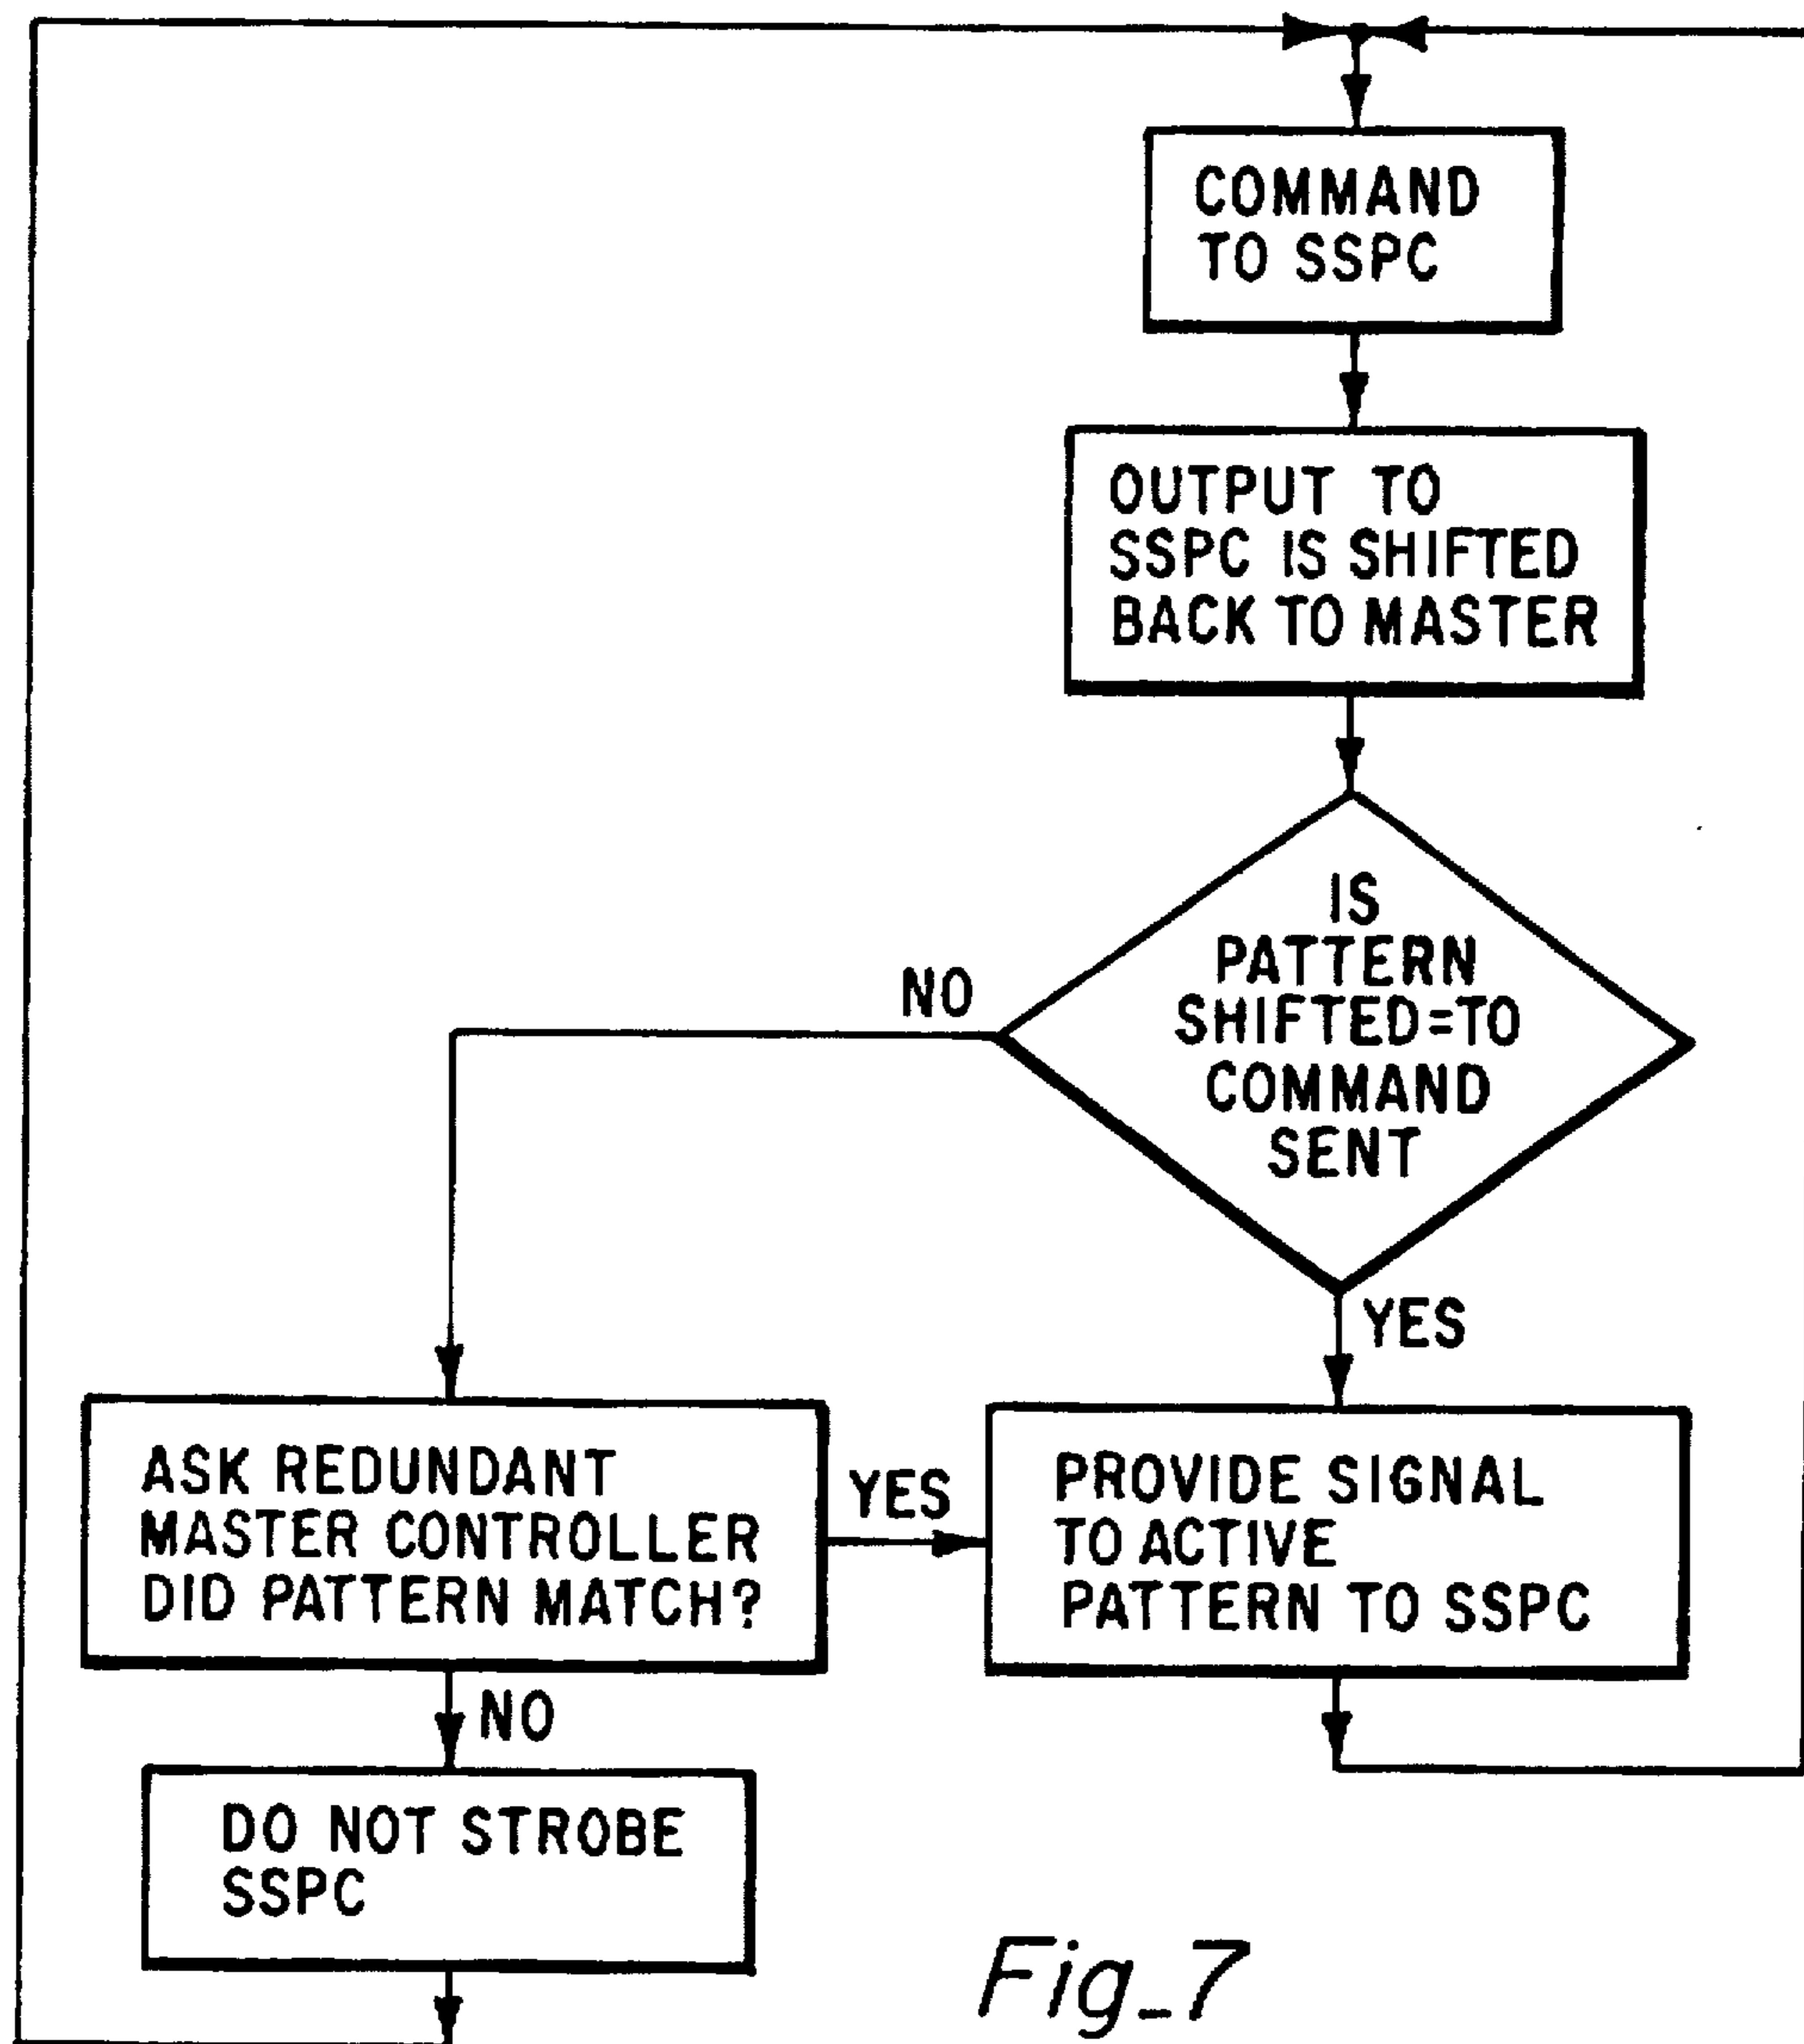 COMMAND
TO SSPC
OUTPUT TO
SSPC IS SHIFTED
BACK TO MASTER
IS
PATTERN
SHIFTED=TO
COMMAND
SENT
NO
YES
ASK REDUNDANT
MASTER CONTROLLER
DID PATTERN MATCH?
YES
PROVIDE SIGNAL
TO ACTIVE
PATTERN TO SSPC
NO
DO NOT STROBE
SSPC
Fig_7